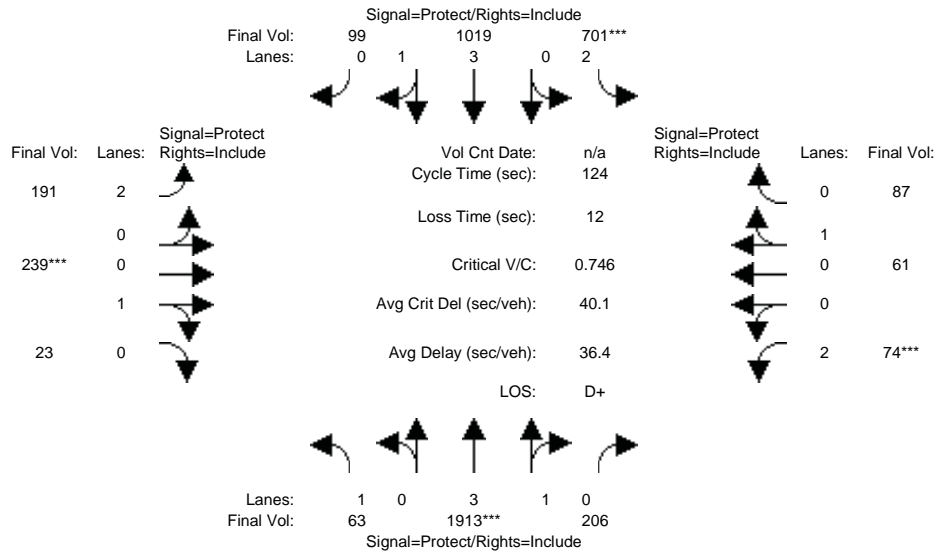 Signal=Protect/Rights=Include
Final Vol: 99 1019 701***
Lanes: 0 1 3 0 2
Signal=Protect Signal=Protect
Final Vol: Lanes: Rights=Include Vol Cnt Date: n/a Rights=Include Lanes: Final Vol:
Cycle Time (sec): 124
191 2 0 87
Loss Time (sec): 12
0 1
239*** 0 Critical V/C: 0.746 0 61
1 Avg Crit Del (sec/veh): 40.1 0
23 0 Avg Delay (sec/veh): 36.4 2 74***
LOS: D+
Lanes: 1 0 3 1 0
Final Vol: 63 1913*** 206
Signal=Protect/Rights=Include